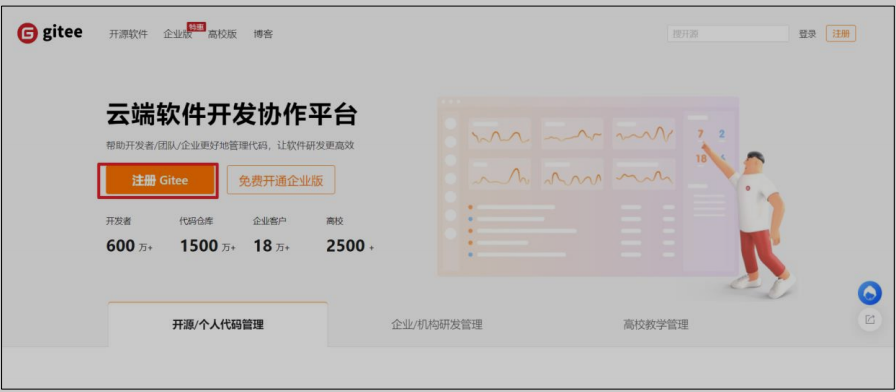 gitee
开源软件 企业版 特惠 高校版 博客
搜开源
登录 注册
云端软件开发协作平台
帮助开发者/团队/企业更好地管理代码，让软件研发更高效
注册 Gitee 免费开通企业版
开发者 代码仓库 企业客户 高校
600 万+ 1500 万+ 18 万+ 2500 +
7 2
18
开源/个人代码管理 企业/机构研发管理 高校教学管理